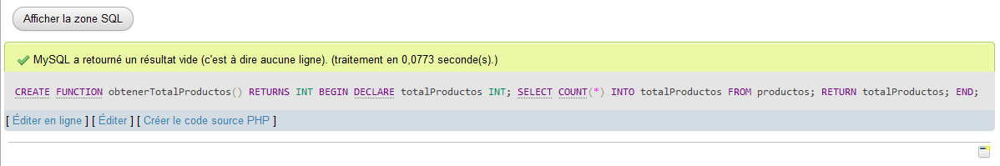 Afficher la zone SQL
MySQL a retourné un résultat vide (c'est à dire aucune ligne). (traitement en 0,0773 seconde(s).)
CREATE FUNCTION obtenerTotalProductos() RETURNS INT BEGIN DECLARE totalProductos INT; SELECT COUNT(*) INTO totalProductos FROM productos; RETURN totalProductos; END;
[ Éditer en ligne ] [ Éditer ] [ Créer le code source PHP ]